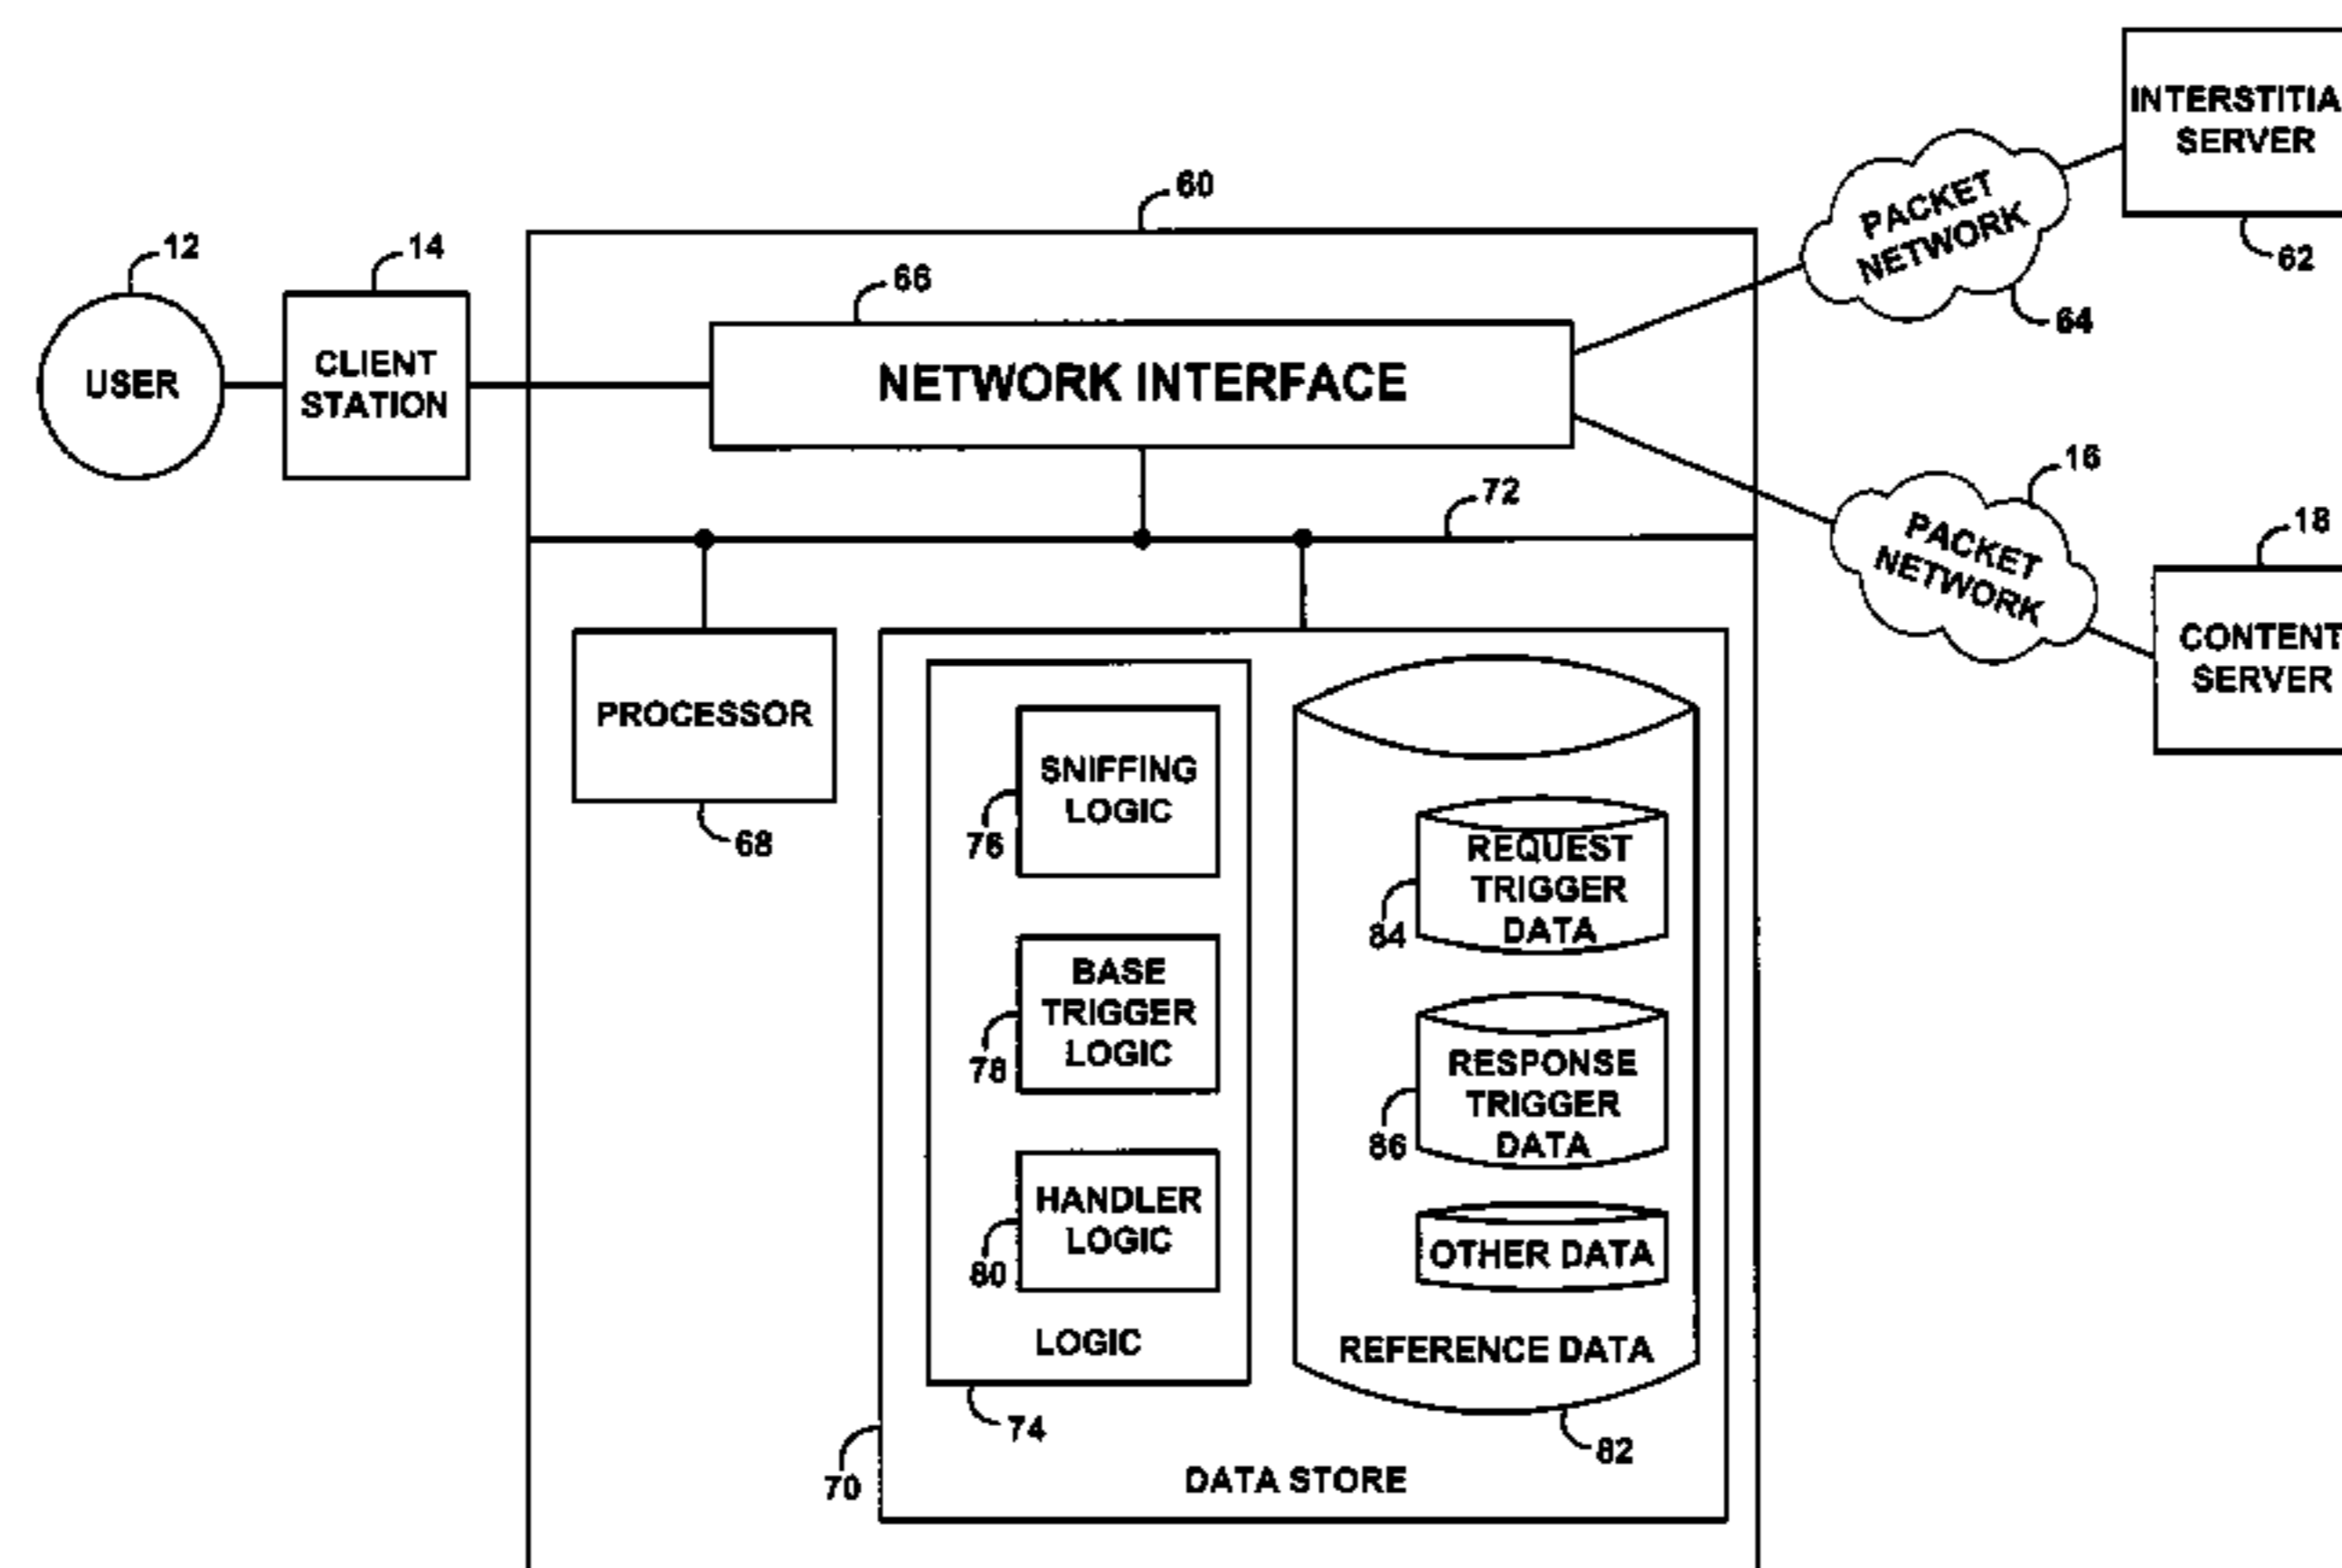 INTERSTITIA
SERVER
62
PACKET
NETWORK
64
60
12
14
66
USER
CLIENT
STATION
NETWORK INTERFACE
16
PACKET
NETWORK
18
CONTENT
SERVER
72
PROCESSOR
68
SNIFFING
LOGIC
76
BASE
TRIGGER
LOGIC
78
HANDLER
LOGIC
80
LOGIC
74
REQUEST
TRIGGER
DATA
84
RESPONSE
TRIGGER
DATA
86
OTHER DATA
REFERENCE DATA
82
70
DATA STORE